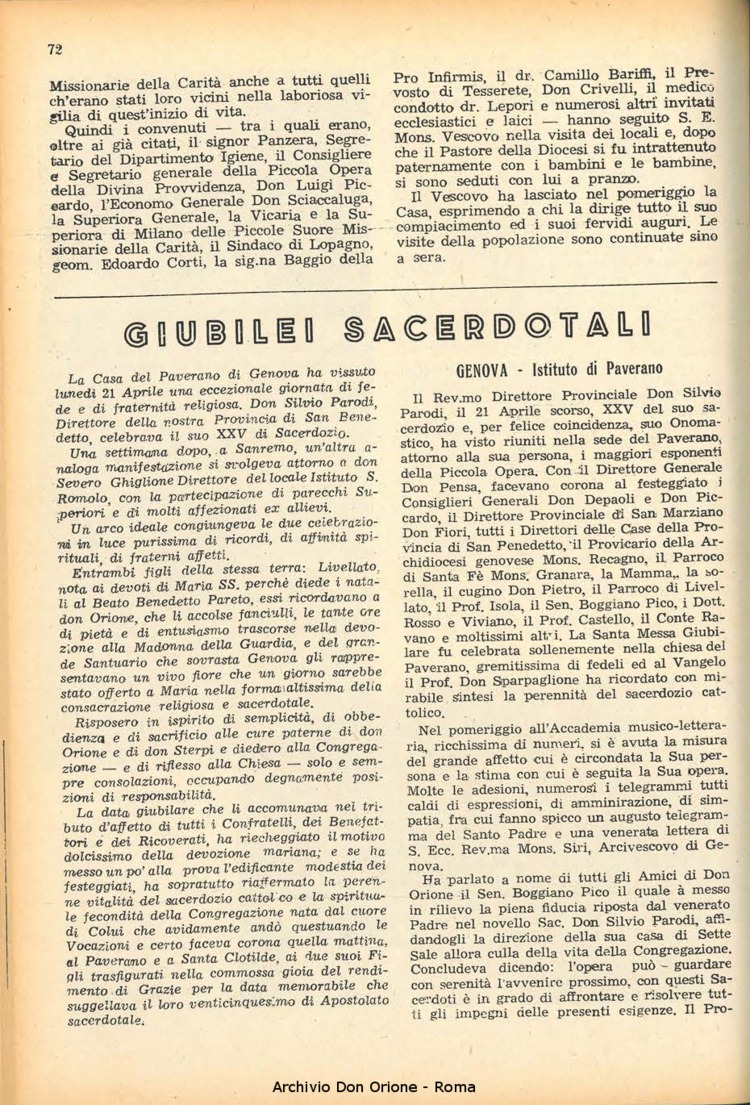 72
Missionarie della Carità anche a tutti quelli
ch'erano stati loro vicini nella laboriosa vi-
gilia di quest'inizio di vita.
Quindi i convenuti — tra i quali erano,
oltre ai già citati, il signor Panzera, Segre-
tario del Dipartimento Igiene, il Consigliere
e Segretario generale della Piccola Opera
della Divina Provvidenza, Don Luigi Pic-
cardo, l'Economo Generale Don Sciaccaluga,
la Superiora Generale, la Vicaria e la Su-
periora di Milano delle Piccole Suore Mis-
sionarie della Carità, il Sindaco di Lopagno,
geom. Edoardo Corti, la sig.na Baggio della
Pro Infirmis, il dr. Camillo Bariffi, il Pre-
vosto di Tesserete, Don Crivelli, il medico
condotto dr. Lepori e numerosi altri invitati
ecclesiastici e laici — hanno seguito S. E.
Mons. Vescovo nella visita dei locali e, dopo
che il Pastore della Diocesi si fu intrattenuto
paternamente con i bambini e le bambine,
si sono seduti con lui a pranzo.
Il Vescovo ha lasciato nel pomeriggio la
Casa, esprimendo a chi la dirige tutto il suo
compiacimento ed i suoi fervidi auguri. Le
visite della popolazione sono continuate sino
a sera.
GIUBILEI SACERDOTALI
La Casa del Paverano di Genova ha vissuto
lunedì 21 Aprile una eccezionale giornata di fe-
de e di fraternità religiosa. Don Silvio Parodi,
Direttore della nostra Provincia di San Bene-
detto, celebrava il suo XXV di Sacerdozio.
Una settimana dopo, a Sanremo, un'altra a-
naloga manifestazione si svolgeva attorno a don
Severo Ghiglione Direttore del locale Istituto S.
Romolo, con la partecipazione di parecchi Su-
periori e di molti affezionati ex allievi.
Un arco ideale congiungeva le due celebrazio-
ni in luce purissima di ricordi, di affinità spi-
rituali, di fraterni affetti.
Entrambi figli della stessa terra: Livellato,
nota ai devoti di Maria SS. perchè diede i nata-
li al Beato Benedetto Pareto, essi ricordavano a
don Orione, che li accolse fanciulli, le tante ore
di pietà e di entusiasmo trascorse nella devo-
zione alla Madonna della Guardia, e del gran-
de Santuario che sovrasta Genova gli rappre-
sentavano un vivo fiore che un giorno sarebbe
stato offerto a Maria nella forma altissima della
consacrazione religiosa e sacerdotale.
Risposero in ispirito di semplicità, di obbe-
dienza e di sacrificio alle cure paterne di don
Orione e di don Sterpi e diedero alla Congrega-
zione — e di riflesso alla Chiesa — solo e sem-
pre consolazioni, occupando degnamente posi-
zioni di responsabilità.
La data giubilare che li accomunava nel tri-
buto d'affetto di tutti i Confratelli, dei Benefat-
tori e dei Ricoverati, ha riecheggiato il motivo
dolcissimo della devozione mariana; e se ha
messo un po' alla prova l'edificante modestia dei
festeggiati, ha sopratutto riaffermato la peren-
ne vitalità del sacerdozio cattolico e la spiritua-
le fecondità della Congregazione nata dal cuore
di Colui che avidamente andò questuando le
Vocazioni e certo faceva corona quella mattina,
al Paverano e a Santa Clotilde, ai due suoi Fi-
gli trasfigurati nella commossa gioia del rendi-
mento di Grazie per la data memorabile che
suggellava il loro venticinquesimo di Apostolato
sacerdotale.
GENOVA - Istituto di Paverano
Il Rev.mo Direttore Provinciale Don Silvio
Parodi, il 21 Aprile scorso, XXV del suo sa-
cerdozio e, per felice coincidenza, suo Onoma-
stico, ha visto riuniti nella sede del Paverano,
attorno alla sua persona, i maggiori esponenti
della Piccola Opera. Con il Direttore Generale
Don Pensa, facevano corona al festeggiato i
Consiglieri Generali Don Depaoli e Don Pic-
cardo, il Direttore Provinciale di San Marziano
Don Fiori, tutti i Direttori delle Case della Pro-
vincia di San Penedetto, il Provicario della Ar-
chidiocesi genovese Mons. Recagno, il Parroco
di Santa Fè Mons. Granara, la Mamma,, la so-
rella, il cugino Don Pietro, il Parroco di Livel-
lato, il Prof. Isola, il Sen. Boggiano Pico, i Dott.
Rosso e Viviano, il Prof. Castello, il Conte Ra-
vano e moltissimi altri. La Santa Messa Giubi-
lare fu celebrata sollenemente nella chiesa del
Paverano, gremitissima di fedeli ed al Vangelo
il Prof. Don Sparpaglione ha ricordato con mi-
rabile sintesi la perennità del sacerdozio cat-
tolico.
Nel pomeriggio all'Accademia musico-lettera-
ria, ricchissima di numeri, si è avuta la misura
del grande affetto cui è circondata la Sua per-
sona e la stima con cui è seguita la Sua opera.
Molte le adesioni, numerosi i telegrammi tutti
caldi di espressioni, di amminirazione, di sim-
patia, fra cui fanno spicco un augusto telegram-
ma del Santo Padre e una venerata lettera di
S. Ecc. Rev.ma Mons. Siri, Arcivescovo di Ge-
nova.
Ha parlato a nome di tutti gli Amici di Don
Orione il Sen. Boggiano Pico il quale à messo
in rilievo la piena fiducia riposta dal venerato
Padre nel novello Sac. Don Silvio Parodi, affi-
dandogli la direzione della sua casa di Sette
Sale allora culla della vita della Congregazione.
Concludeva dicendo: l'opera può - guardare
con serenità l'avvenire prossimo, con questi Sa-
cerdoti è in grado di affrontare e risolvere tut-
ti gli impegni delle presenti esigenze. Il Pro-
Archivio Don Orione - Roma